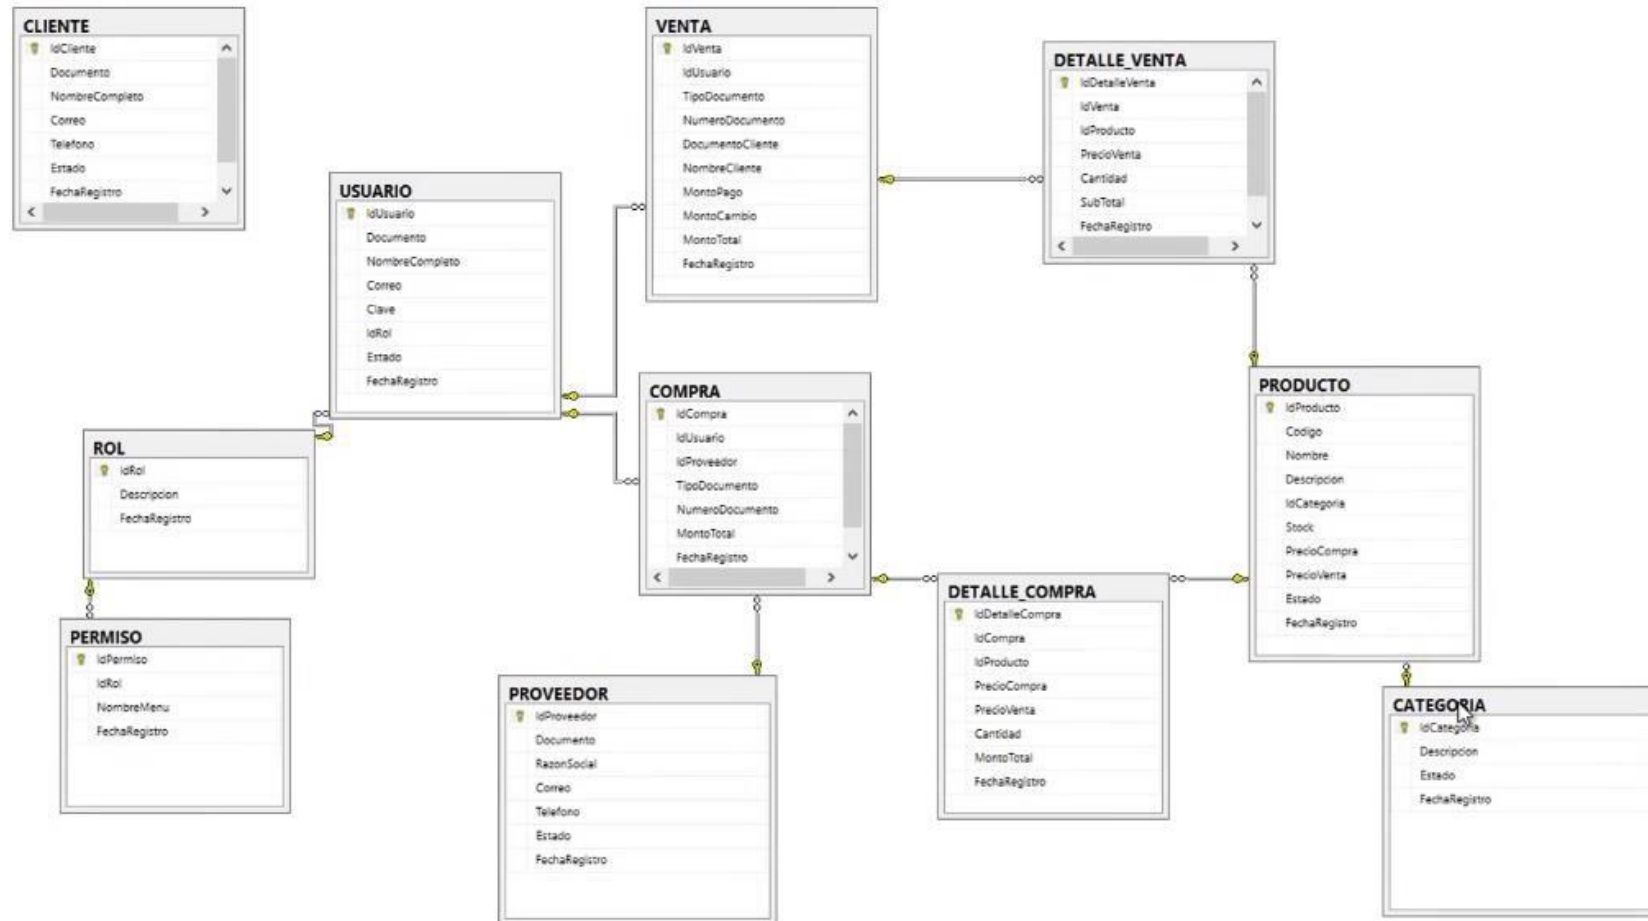 CLIENTE
IdCliente
Documento
NombreCompleto
Correo
Telefono
Estado
FechaRegistro
USUARIO
IdUsuario
Documento
NombreCompleto
Correo
Clave
IdRol
Estado
FechaRegistro
ROL
IdRol
Descripcion
FechaRegistro
PERMISO
IdPermiso
IdRol
NombreMenu
FechaRegistro
VENTA
IdVenta
IdUsuario
TipoDocumento
NumeroDocumento
DocumentoCliente
NombreCliente
MontoPago
MontoCambio
MontoTotal
FechaRegistro
COMPRA
IdCompra
IdUsuario
IdProveedor
TipoDocumento
NumeroDocumento
MontoTotal
FechaRegistro
PROVEEDOR
IdProveedor
Documento
RazonSocial
Correo
Telefono
Estado
FechaRegistro
DETALLE_VENTA
IdDetalleVenta
IdVenta
IdProducto
PrecioVenta
Cantidad
SubTotal
FechaRegistro
DETALLE_COMPRA
IdDetalleCompra
IdCompra
IdProducto
PrecioCompra
PrecioVenta
Cantidad
MontoTotal
FechaRegistro
PRODUCTO
IdProducto
Codigo
Nombre
Descripcion
IdCategoria
Stock
PrecioCompra
PrecioVenta
Estado
FechaRegistro
CATEGORIA
IdCategoria
Descripcion
Estado
FechaRegistro